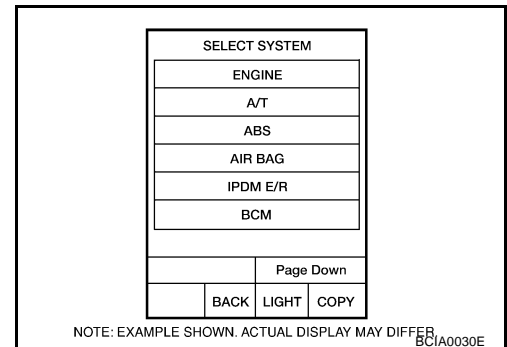 SELECT SYSTEM
ENGINE
A/T
ABS
AIR BAG
IPDM E/R
BCM
Page Down
BACK LIGHT COPY
NOTE: EXAMPLE SHOWN. ACTUAL DISPLAY MAY DIFFER.
BCIA0030E